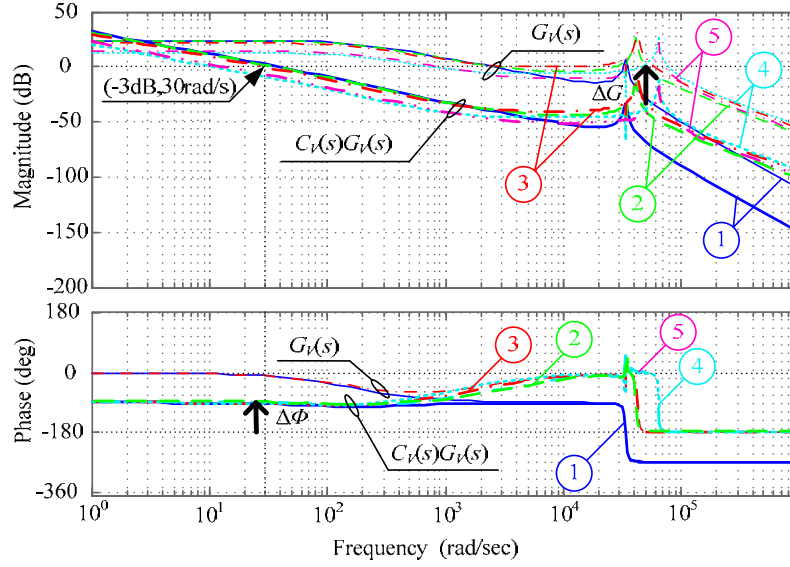 50
0
-50
-100
-150
-200
Magnitude (dB)
G_V(s)
(-3dB,30rad/s)
ΔG
C_V(s)G_V(s)
5
4
3
2
1
180
0
-180
-360
Phase (deg)
G_V(s)
3
2
5
4
ΔΦ
C_V(s)G_V(s)
1
10^0
10^1
10^2
10^3
10^4
10^5
Frequency (rad/sec)